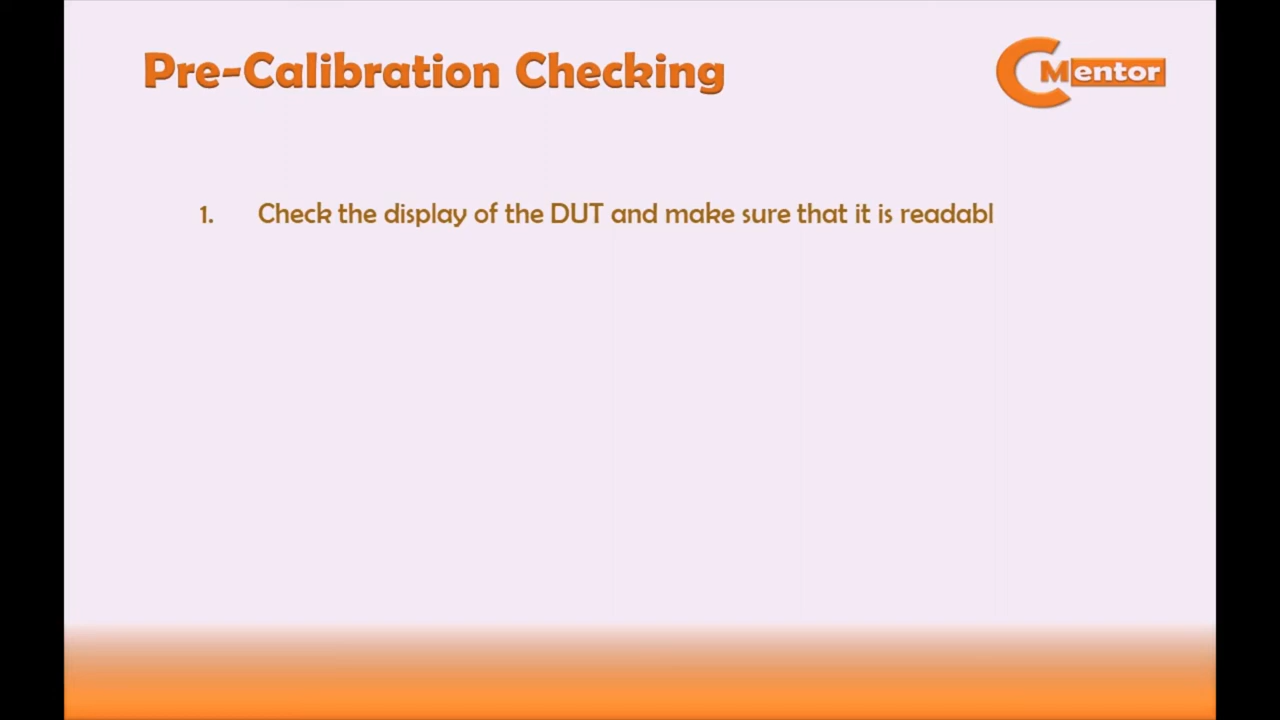 Pre-Calibration Checking
CMentor
1. Check the display of the DUT and make sure that it is readabl